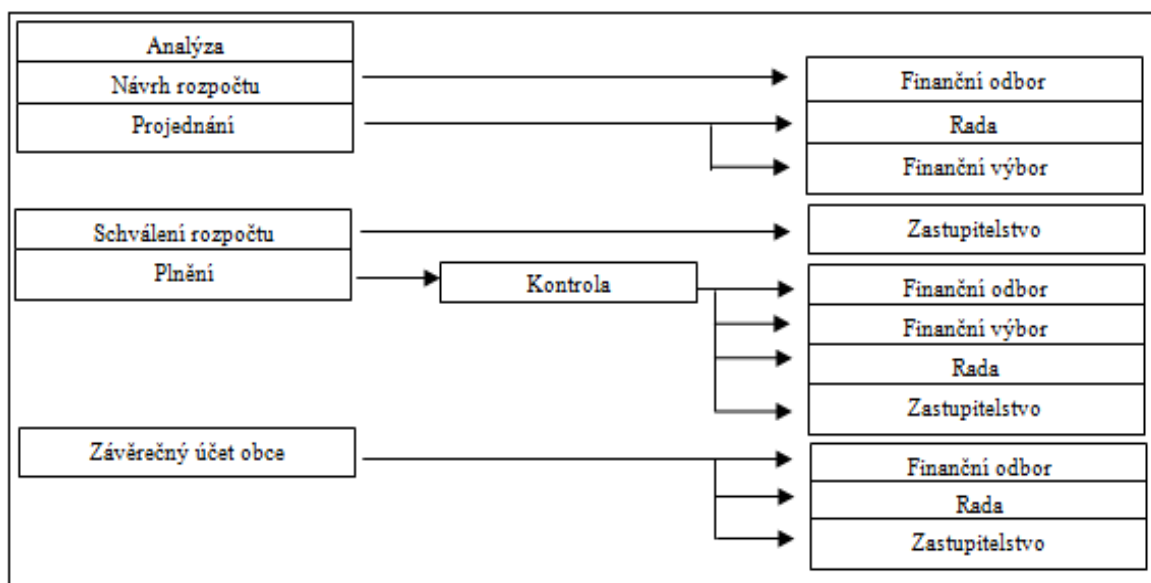 Analýza
Návrh rozpočtu
Finanční odbor
Projednání
Rada
Finanční výbor
Schválení rozpočtu
Zastupitelstvo
Plnění
Kontrola
Finanční odbor
Finanční výbor
Rada
Zastupitelstvo
Závěrečný účet obce
Finanční odbor
Rada
Zastupitelstvo